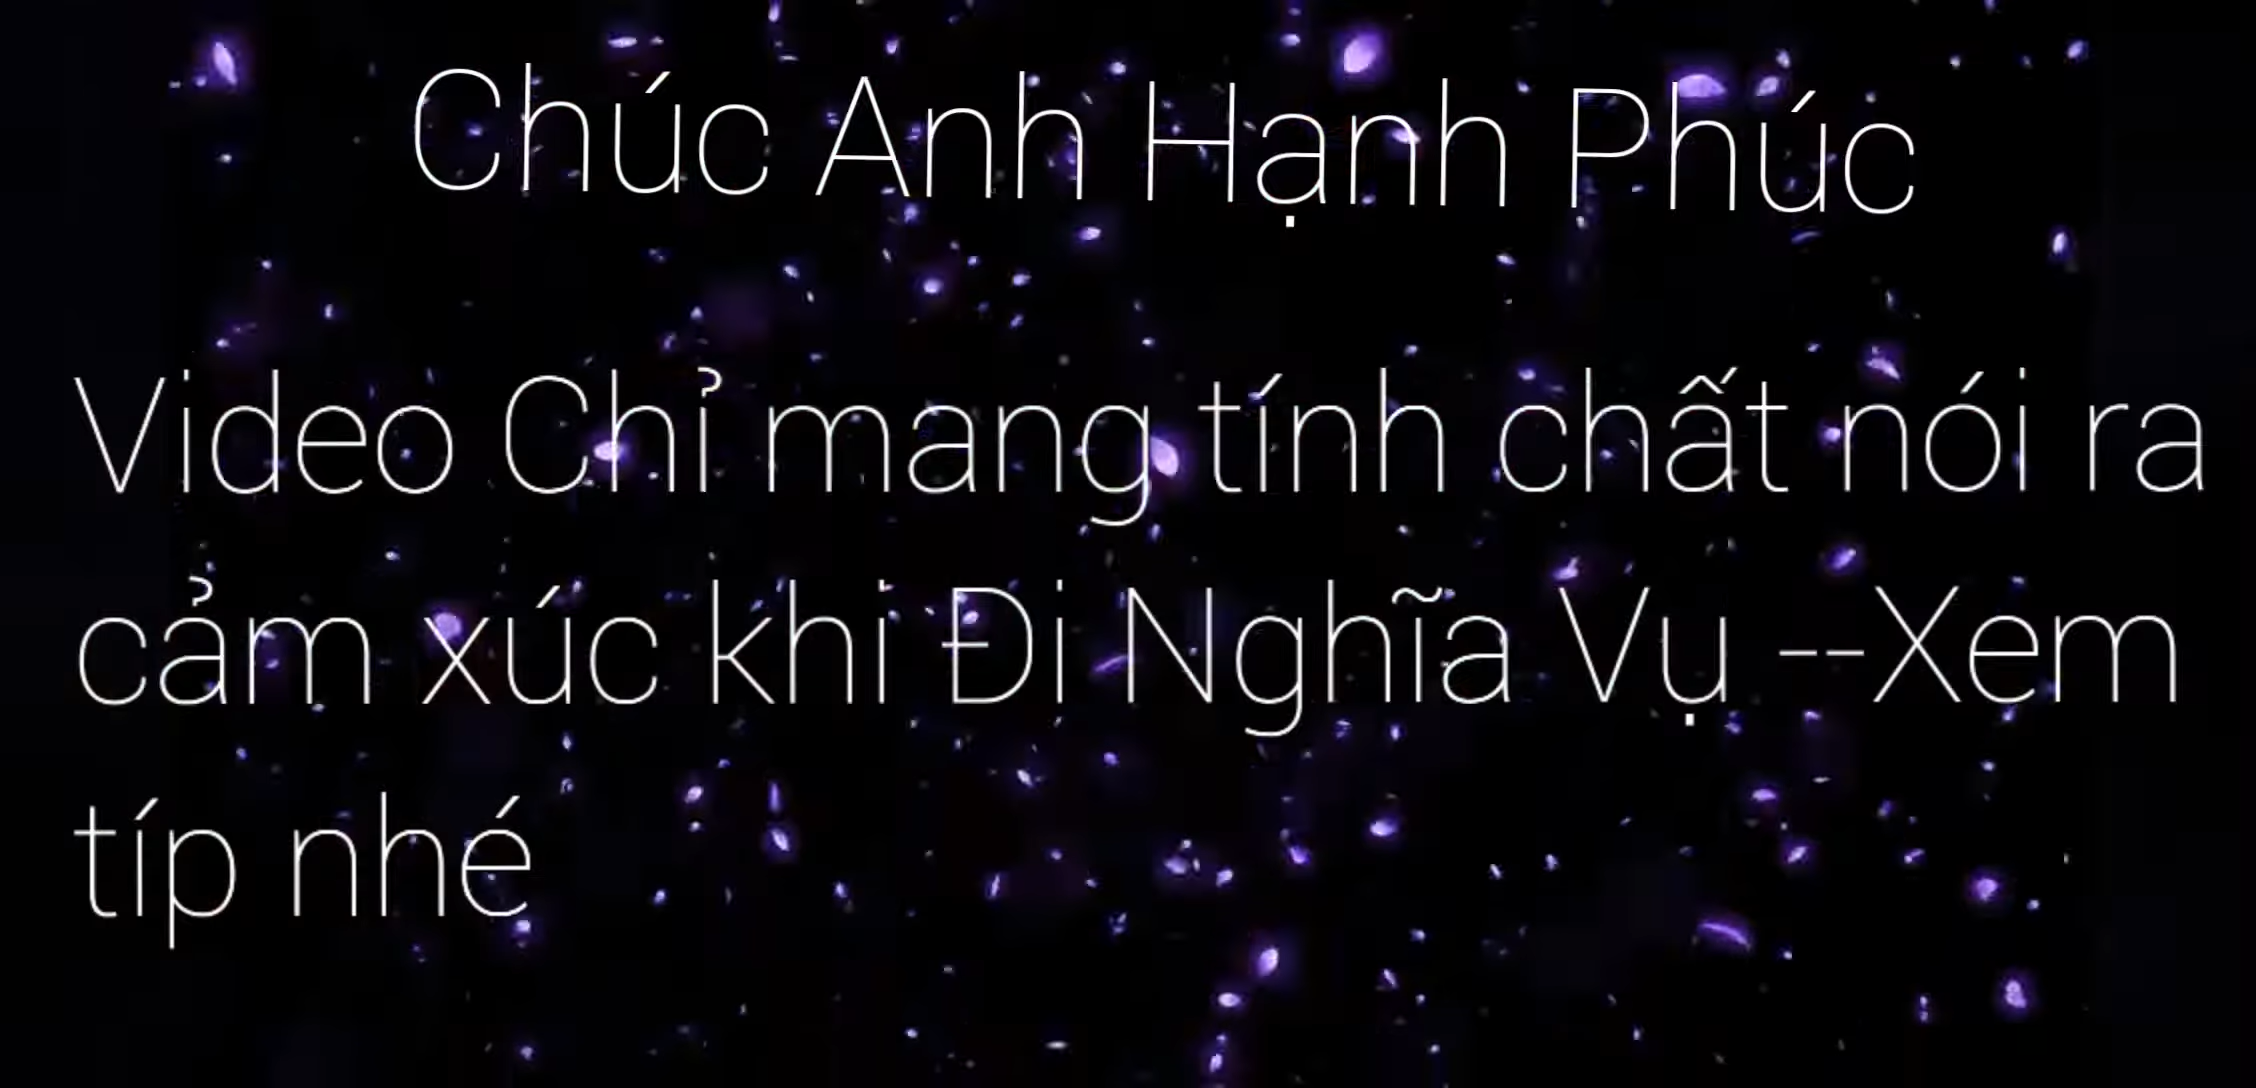 Chúc Anh Hạnh Phúc
Video Chỉ mang tính chất nói ra
cảm xúc khi Đi Nghĩa Vụ --Xem
típ nhé